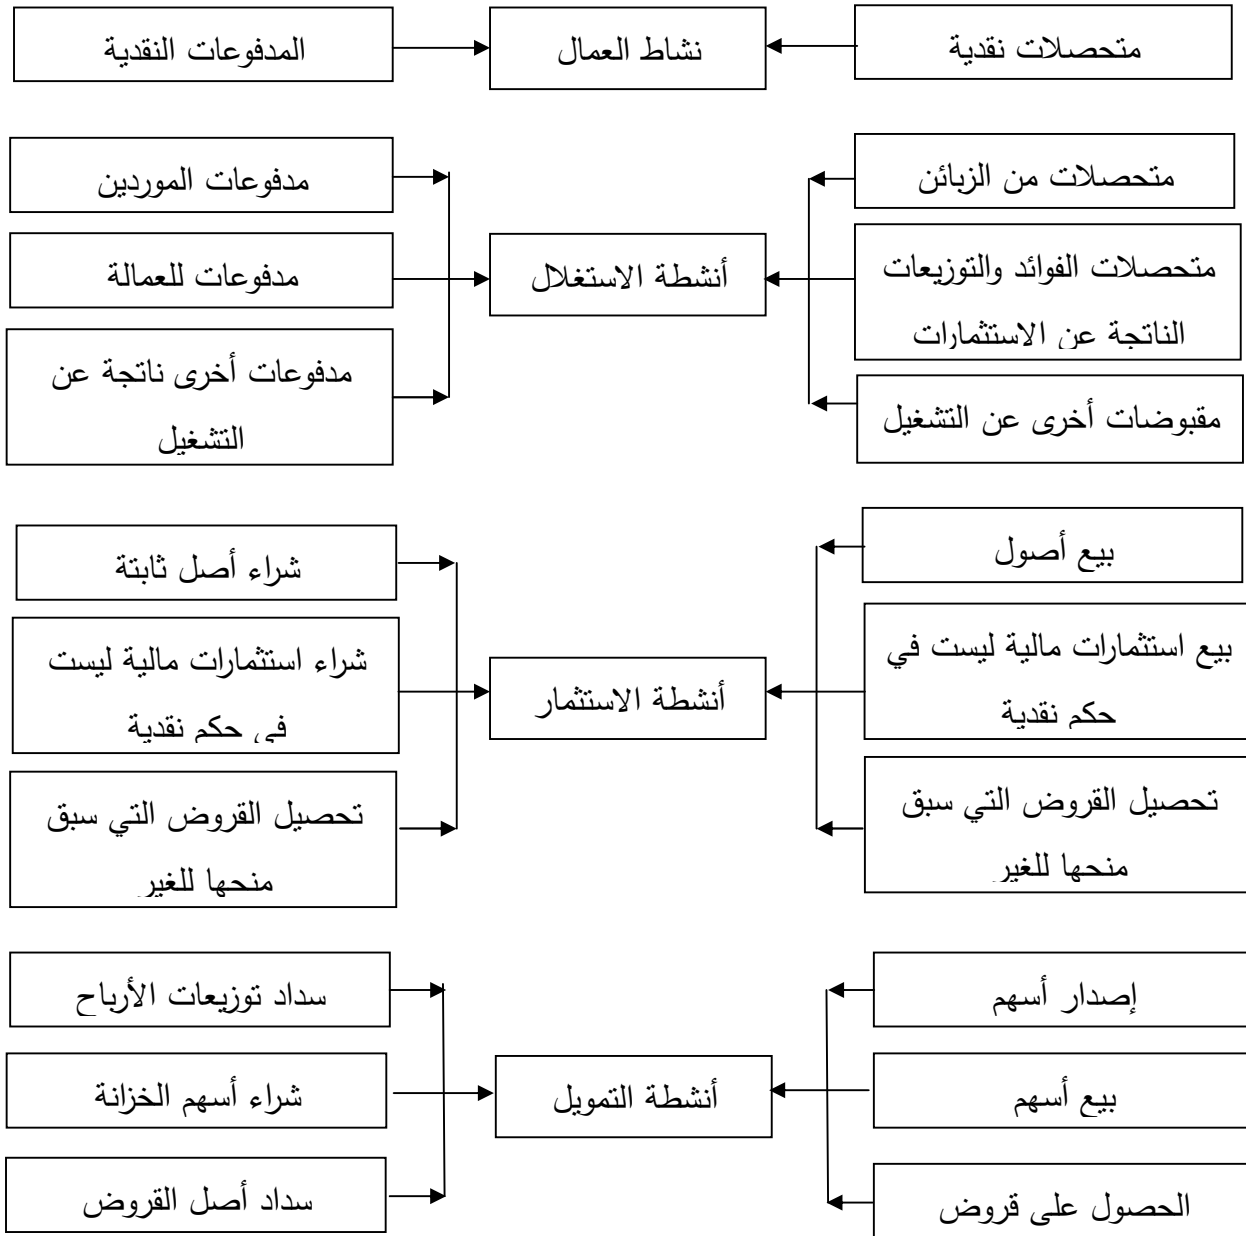 متحصلات نقدية
نشاط العمال
المدفوعات النقدية
متحصلات من الزبائن
متحصلات الفوائد والتوزيعات
الناتجة عن الاستثمارات
مقبوضات أخرى عن التشغيل
أنشطة الاستغلال
مدفوعات الموردين
مدفوعات للعمالة
مدفوعات أخرى ناتجة عن
التشغيل
بيع أصول
بيع استثمارات مالية ليست في
حكم نقدية
تحصيل القروض التي سبق
منحها للغير
أنشطة الاستثمار
شراء أصل ثابتة
شراء استثمارات مالية ليست
في حكم نقدية
تحصيل القروض التي سبق
منحها للغير
إصدار أسهم
بيع أسهم
الحصول على قروض
أنشطة التمويل
سداد توزيعات الأرباح
شراء أسهم الخزانة
سداد أصل القروض